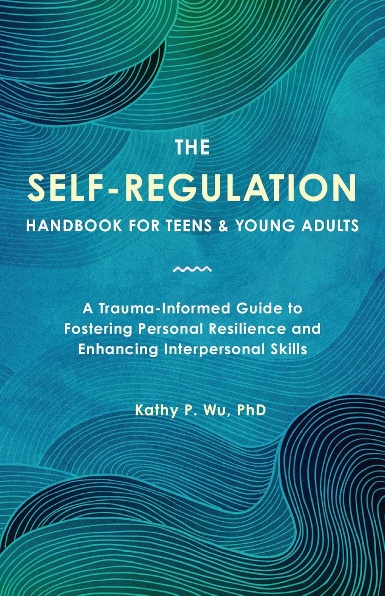 THE
SELF-REGULATION
HANDBOOK FOR TEENS & YOUNG ADULTS
A Trauma-Informed Guide to
Fostering Personal Resilience and
Enhancing Interpersonal Skills
Kathy P. Wu, PhD